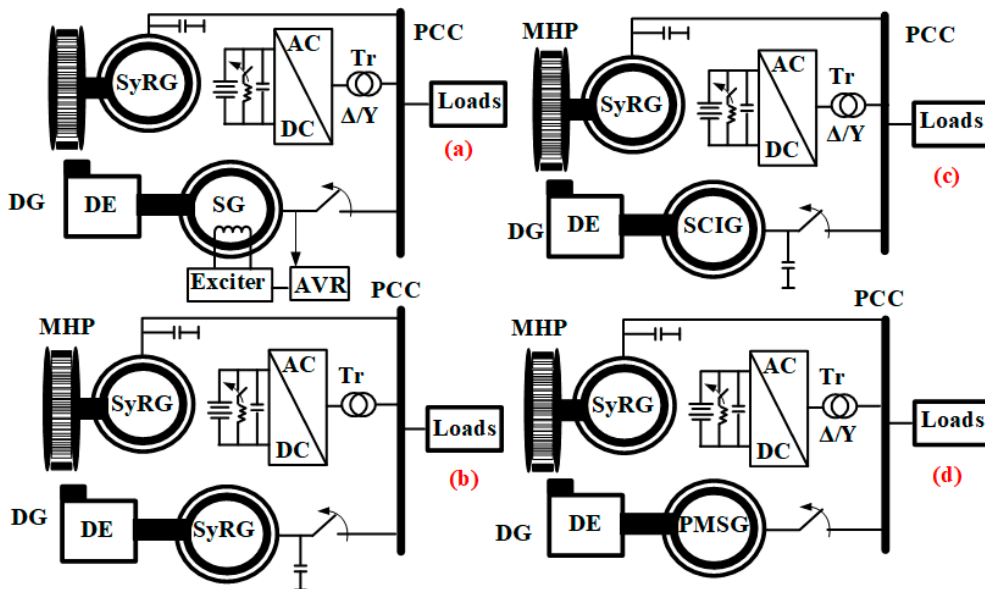 PCC
SyRG
AC
DC
Tr
Δ/Y
Loads
(a)
DG
DE
SG
Exciter
AVR
MHP
PCC
SyRG
AC
DC
Tr
Δ/Y
Loads
(c)
DG
DE
SCIG
PCC
MHP
SyRG
AC
DC
Tr
Loads
(b)
DG
DE
SyRG
PCC
MHP
SyRG
AC
DC
Tr
Δ/Y
Loads
(d)
DG
DE
PMSG